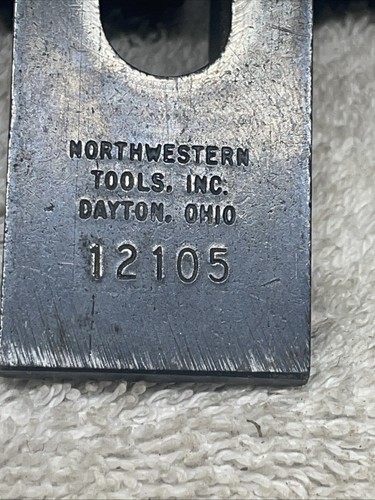 NORTHWESTERN
TOOLS, INC.
DAYTON, OHIO
12105